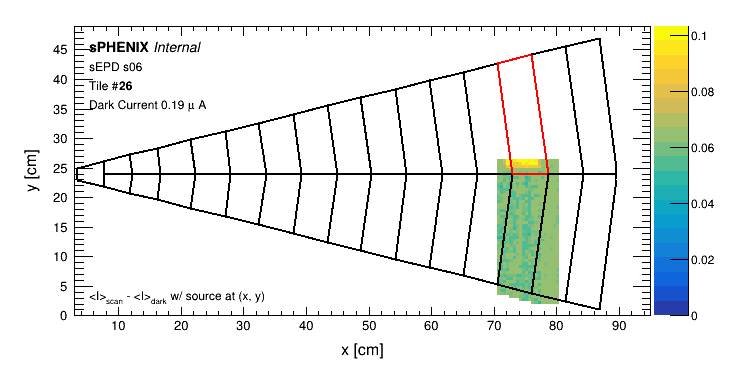 sPHENIX Internal
sEPD s06
Tile #26
Dark Current 0.19 μ A
<I>scan - <I>dark w/ source at (x, y)
y [cm]
45
40
35
30
25
20
15
10
5
0
10 20 30 40 50 60 70 80 90
x [cm]
0.1
0.08
0.06
0.04
0.02
0